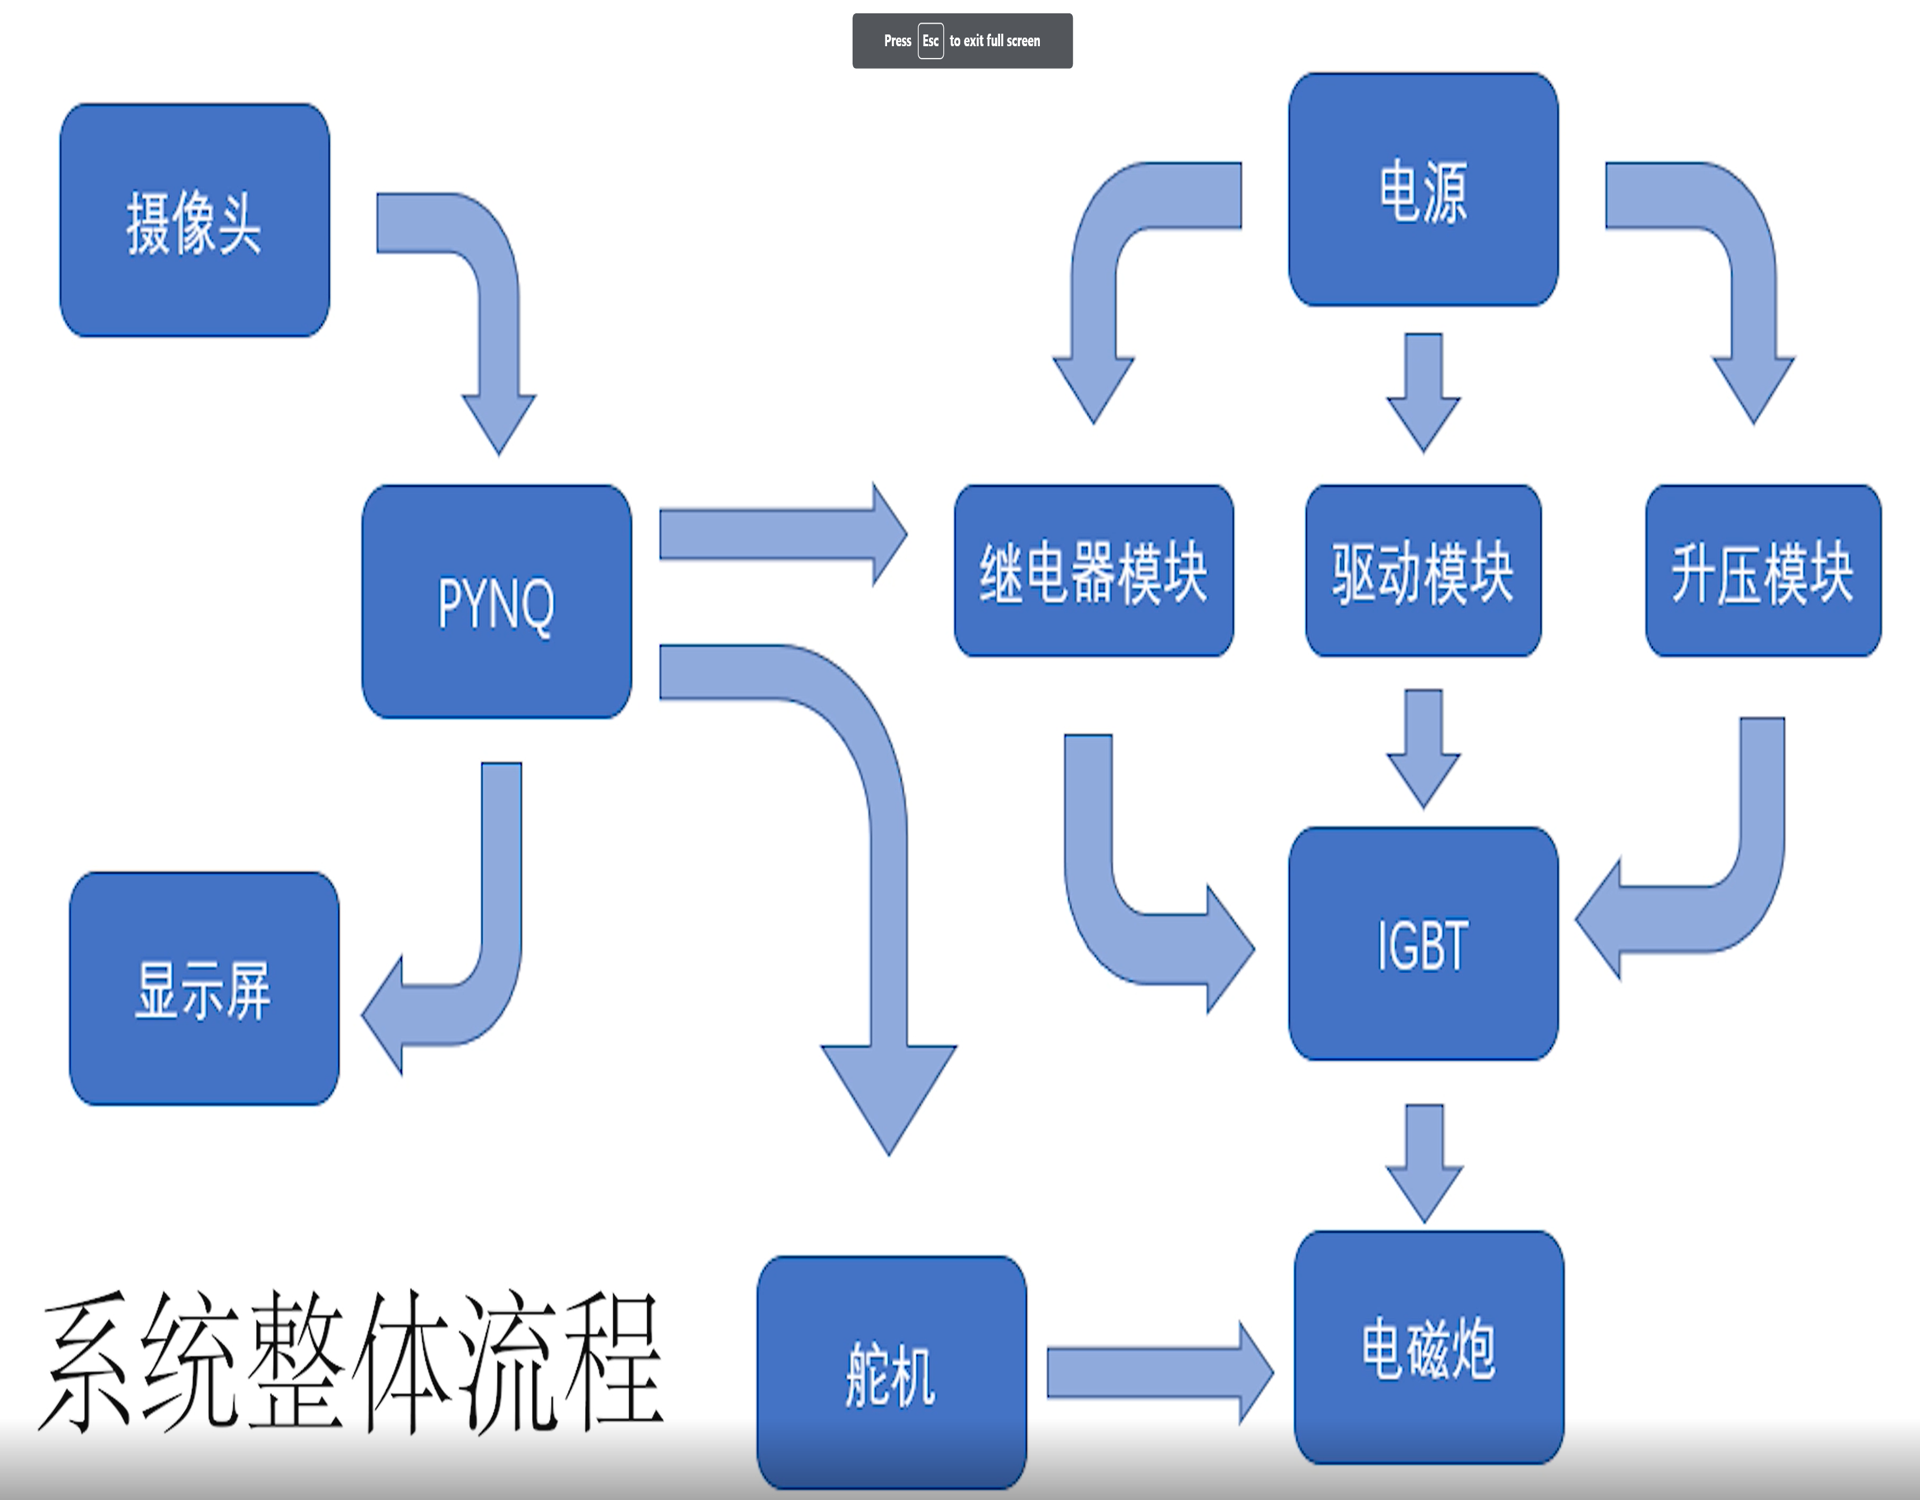 Press Esc to exit full screen
摄像头
电源
PYNQ
继电器模块
驱动模块
升压模块
显示屏
IGBT
系统整体流程
舵机
电磁炮